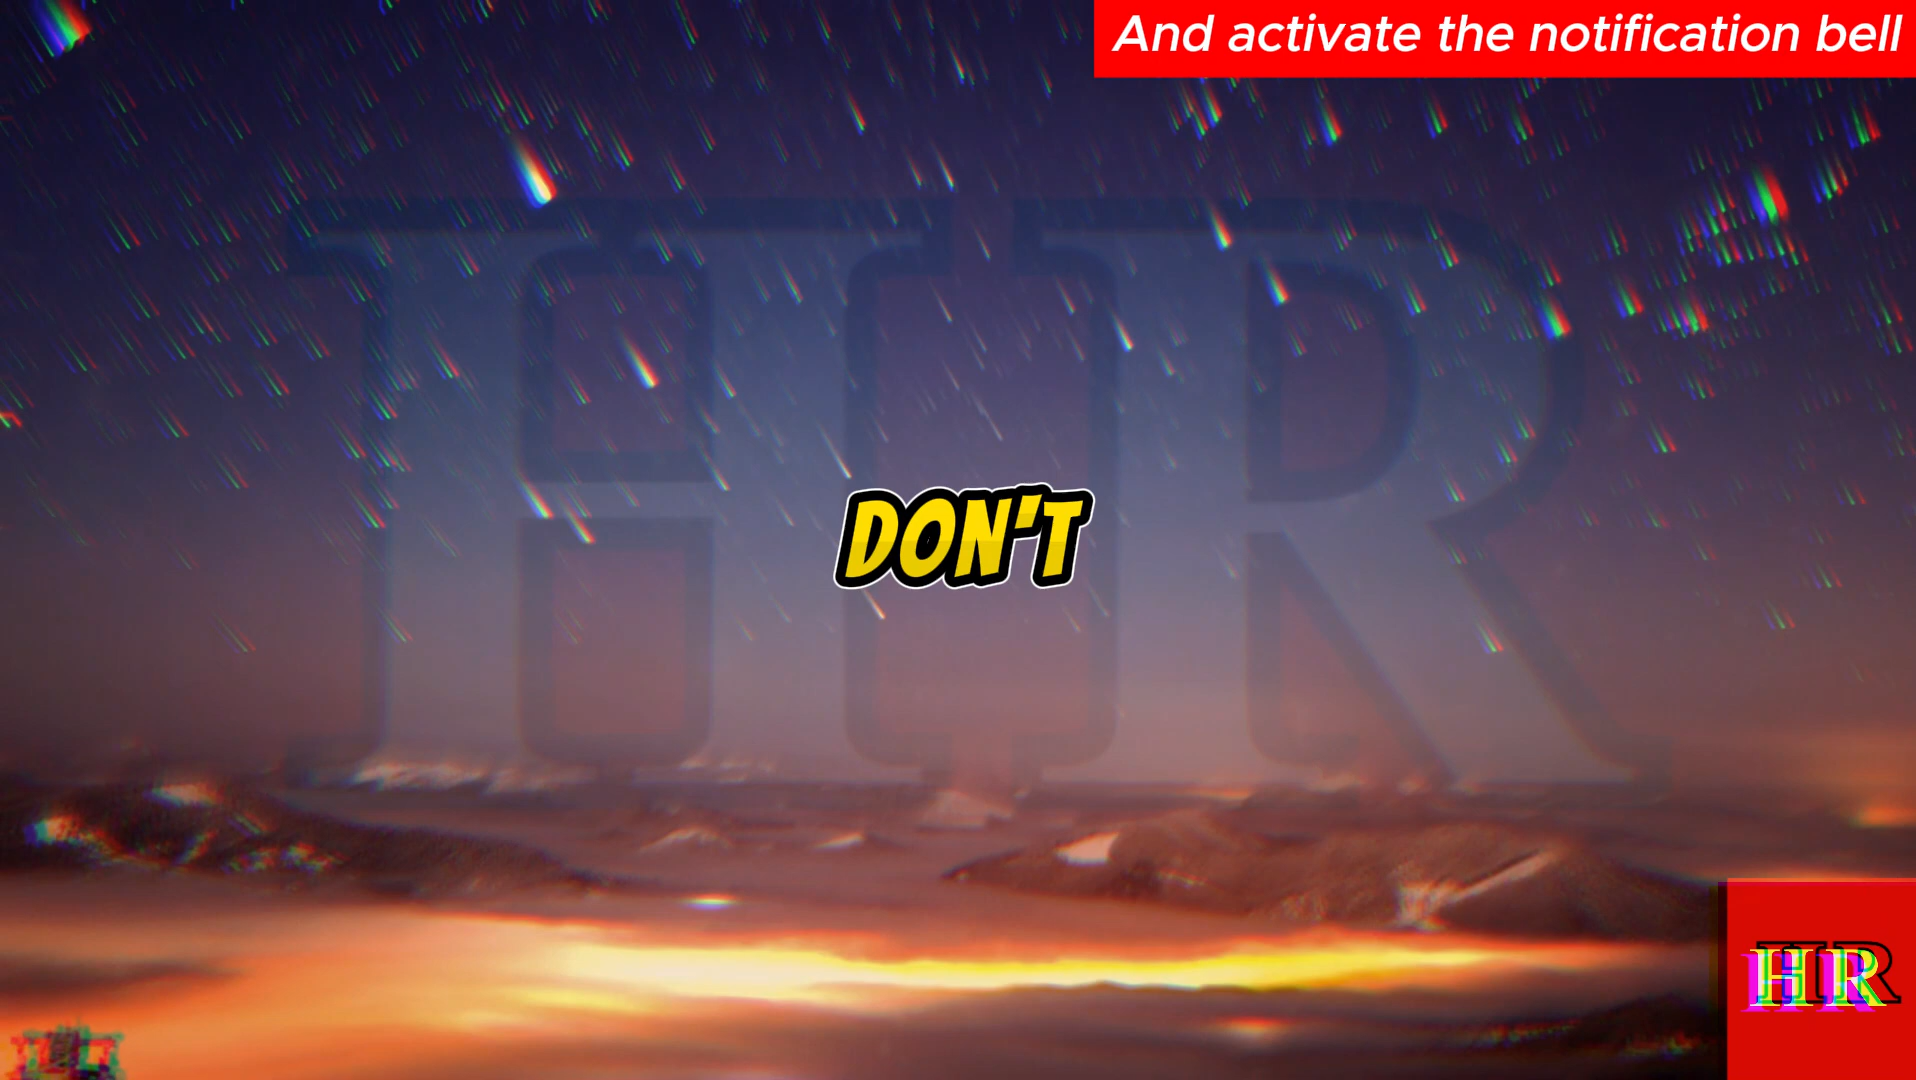 And activate the notification bell
HR
DON'T
HR